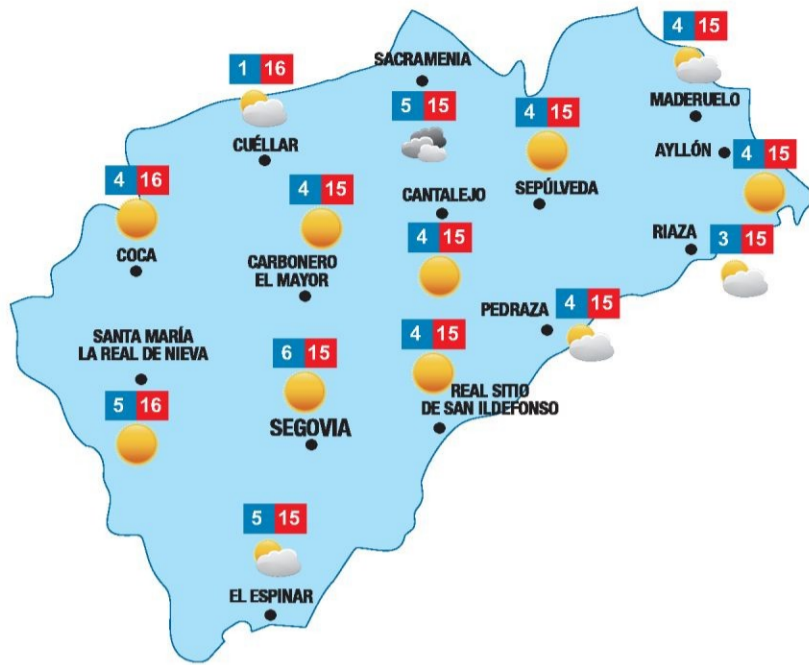 4 15
MADERUELO
SACRAMENIA
5 15
1 16
CUÉLLAR
4 15
SEPÚLVEDA
AYLLÓN
4 15
4 16
COCA
4 15
CARBONERO
EL MAYOR
CANTALEJO
4 15
RIAZA
3 15
PEDRAZA
4 15
SANTA MARÍA
LA REAL DE NIEVA
5 16
6 15
SEGOVIA
4 15
REAL SITIO
DE SAN ILDEFONSO
5 15
EL ESPINAR